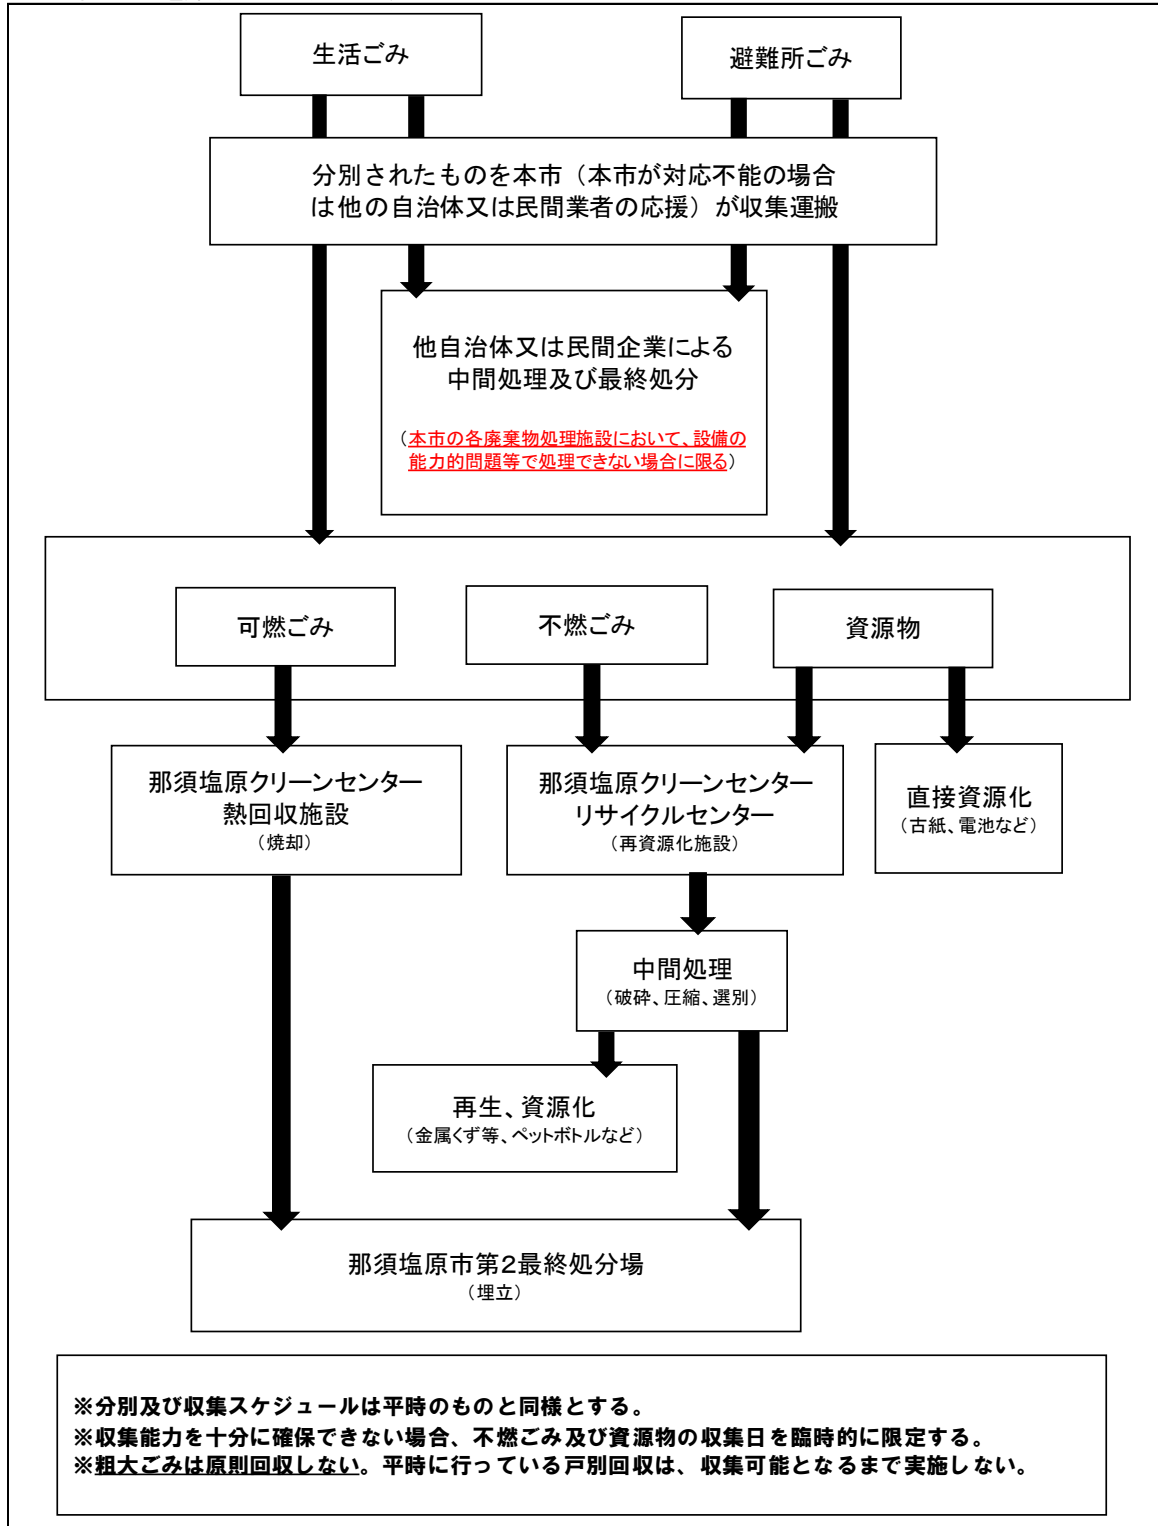 生活ごみ
避難所ごみ
分別されたものを本市（本市が対応不能の場合
は他の自治体又は民間業者の応援）が収集運搬
他自治体又は民間企業による
中間処理及び最終処分
（本市の各廃棄物処理施設において、設備の
能力的問題等で処理できない場合に限る）
可燃ごみ
不燃ごみ
資源物
那須塩原クリーンセンター
熱回収施設
（焼却）
那須塩原クリーンセンター
リサイクルセンター
（再資源化施設）
直接資源化
（古紙、電池など）
中間処理
（破砕、圧縮、選別）
再生、資源化
（金属くず等、ペットボトルなど）
那須塩原市第２最終処分場
（埋立）
※分別及び収集スケジュールは平時のものと同様とする。
※収集能力を十分に確保できない場合、不燃ごみ及び資源物の収集日を臨時的に限定する。
※粗大ごみは原則回収しない。平時に行っている戸別回収は、収集可能となるまで実施しない。